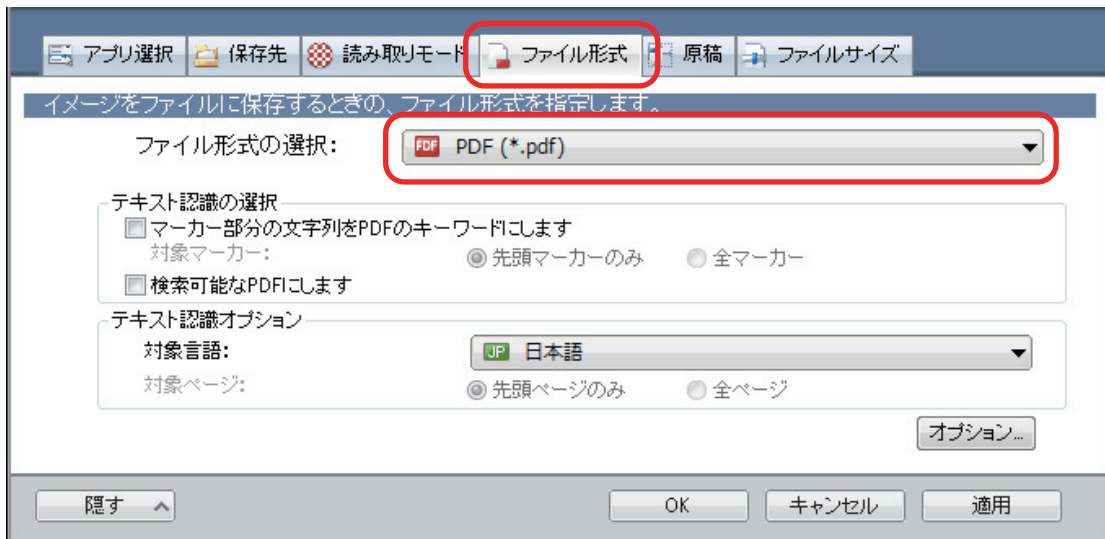 アプリ選択 保存先 読み取りモード ファイル形式 原稿 ファイルサイズ
イメージをファイルに保存するときの、ファイル形式を指定します。
ファイル形式の選択: PDF PDF (*.pdf)
テキスト認識の選択
マーカー部分の文字列をPDFのキーワードにします
対象マーカー: 先頭マーカーのみ 全マーカー
検索可能なPDFにします
テキスト認識オプション
対象言語: JP 日本語
対象ページ: 先頭ページのみ 全ページ
オプション...
隠す OK キャンセル 適用